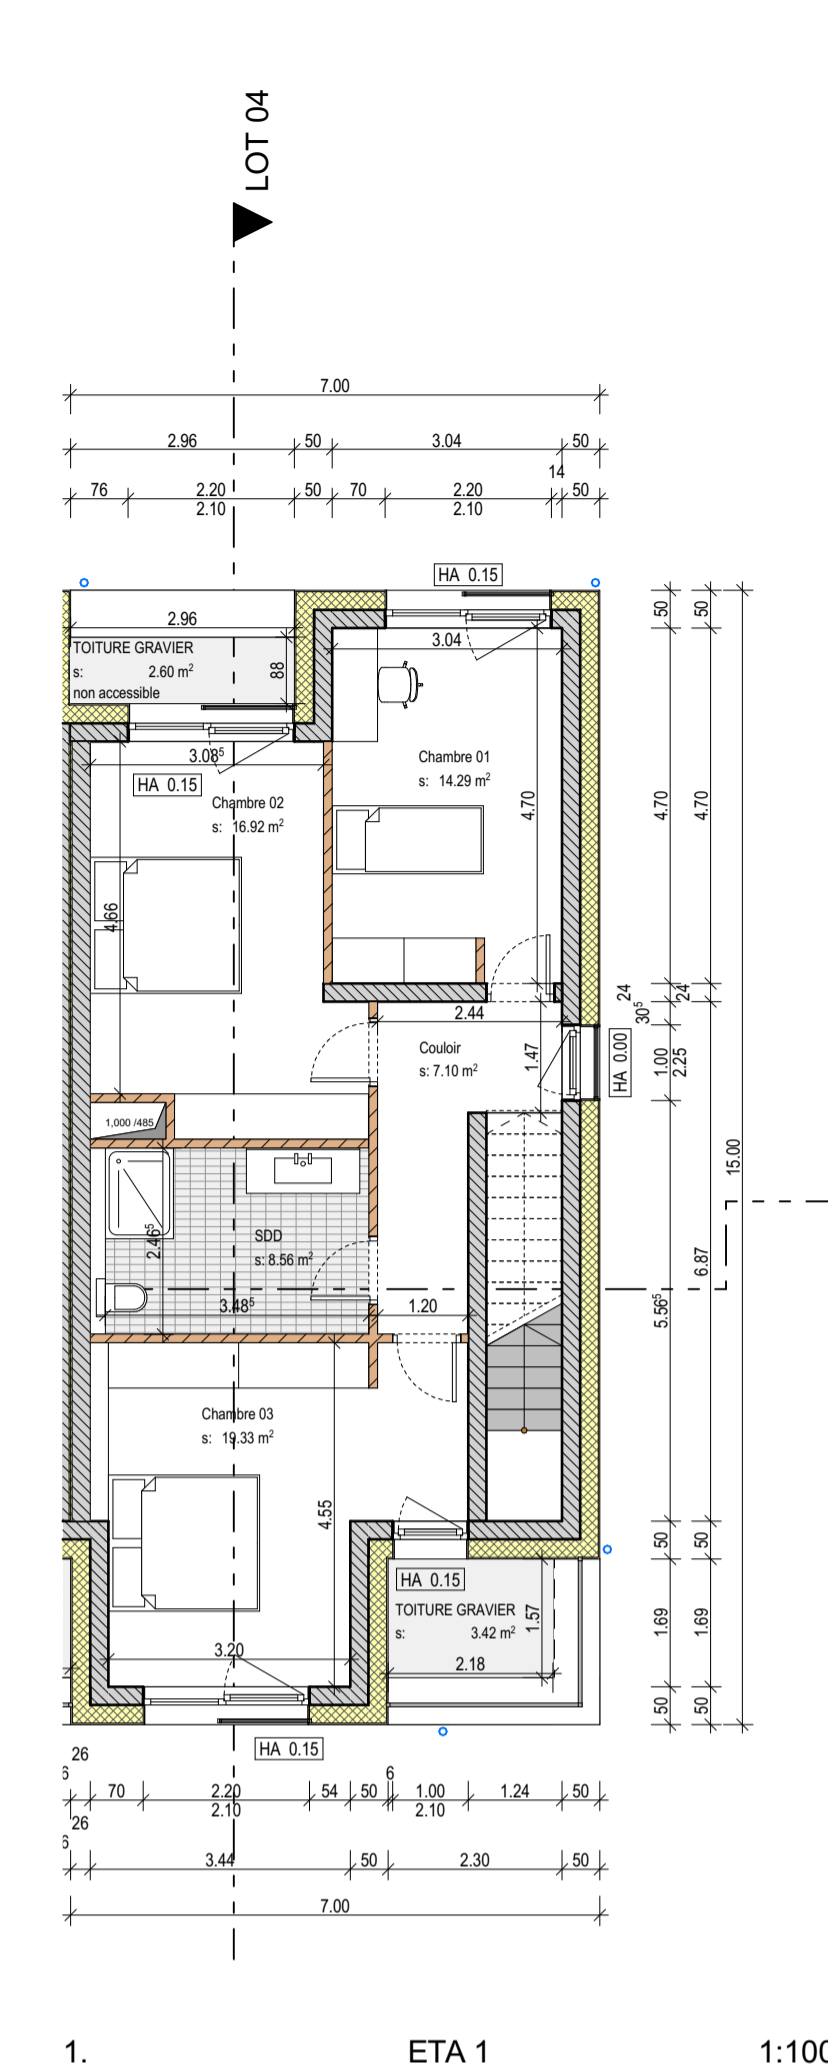 LOT 04
7.00
2.96 50 3.04 50
14
76 2.20 50 70 2.20 50
2.10 2.10
HA 0.15
2.96
TOITURE GRAVIER
s: 2.60 m²
non accessible
88
3.04
3.08⁵
HA 0.15
Chambre 01
s: 14.29 m²
Chambre 02
s: 16.92 m²
4.70
4.66
50
50
4.70
4.70
24
24
30⁵
2.44
Couloir
s: 7.10 m²
1.47
HA 0.00
1.00
2.25
1,000 /485
15.00
SDD
s: 8.56 m²
2.46⁵
3.48⁵
1.20
6.87
5.56⁵
Chambre 03
s: 19.33 m²
4.55
50
50
HA 0.15
TOITURE GRAVIER
s: 3.42 m²
1.57
2.18
1.69
1.69
3.20
50
50
HA 0.15
26
6
6
70 2.20 54 50 1.00 1.24 50
2.10 2.10
26
6
3.44 50 2.30 50
7.00
1. ETA 1 1:100